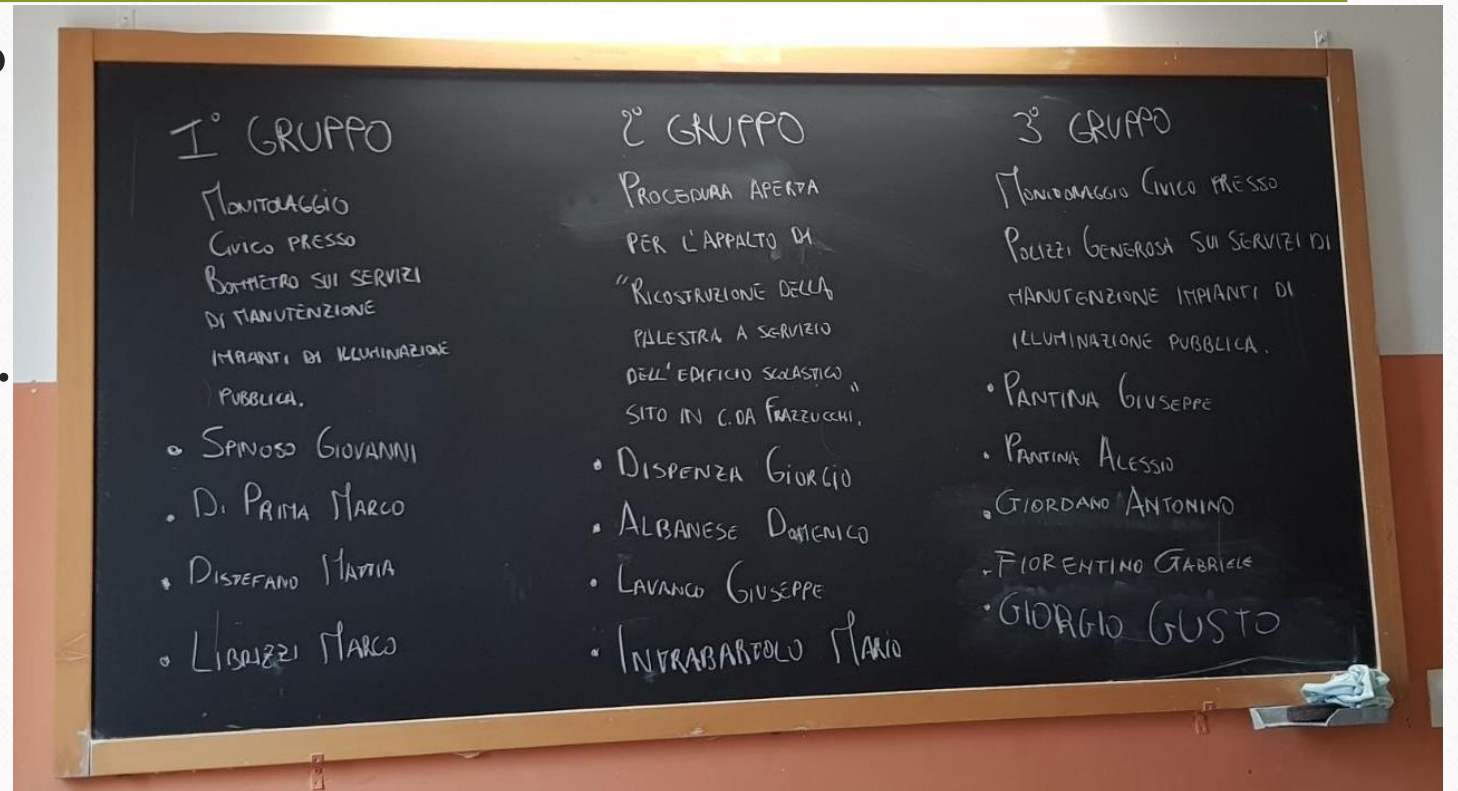 1° GRUPPO
MONITORAGGIO
CIVICO PRESSO
BOMPIETRO SUI SERVIZI
DI MANUTENZIONE
IMPIANTI DI ILLUMINAZIONE
PUBBLICA.
• SPINOSO GIOVANNI
• DI PRIMA MARCO
• DISTEFANO MATTIA
• LIBRIZZI MARCO
2° GRUPPO
PROCEDURA APERTA
PER L'APPALTO DI
"RICOSTRUZIONE DELLA
PALESTRA A SERVIZIO
DELL'EDIFICIO SCOLASTICO"
SITO IN C.DA FRAZZUCCHI.
• DISPENZA GIORGIO
• ALBANESE DOMENICO
• LAVANCO GIUSEPPE
• INTRABARTOLO MARIO
3° GRUPPO
MONITORAGGIO CIVICO PRESSO
POLIZZI GENEROSA SUI SERVIZI DI
MANUTENZIONE IMPIANTI DI
ILLUMINAZIONE PUBBLICA.
• PANTINA GIUSEPPE
• PANTINA ALESSIO
• GIORDANO ANTONINO
• FIORENTINO GABRIELE
• GIORGIO GUSTO